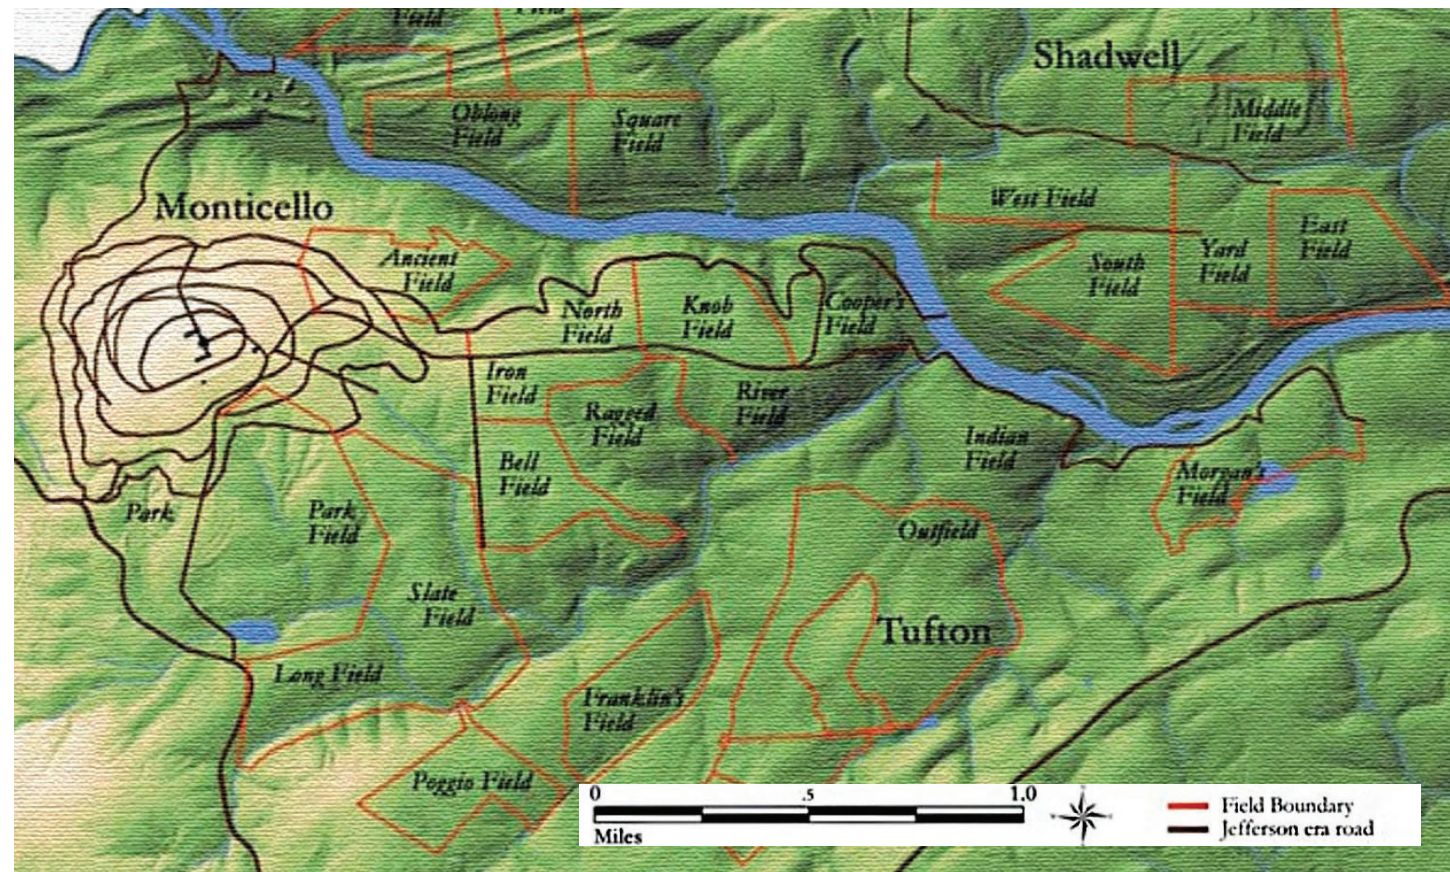 Field
Field
Shadwell
Oblong
Field
Square
Field
Middle
Field
Monticello
West Field
Ancient
Field
South
Field
Yard
Field
East
Field
North
Field
Knob
Field
Cooper's
Field
Iron
Field
Ragged
Field
River
Field
Bell
Field
Indian
Field
Morgan's
Field
Park
Park
Field
Outfield
Slate
Field
Tufton
Long Field
Franklin's
Field
Poggio Field
0 .5 1.0
Miles
Field Boundary
Jefferson era road